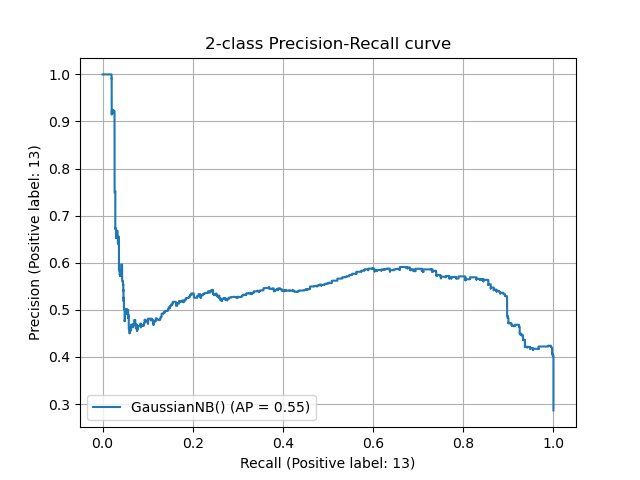 2-class Precision-Recall curve
1.0
0.9
0.8
0.7
0.6
0.5
0.4
0.3
Precision (Positive label: 13)
GaussianNB() (AP = 0.55)
0.0 0.2 0.4 0.6 0.8 1.0
Recall (Positive label: 13)